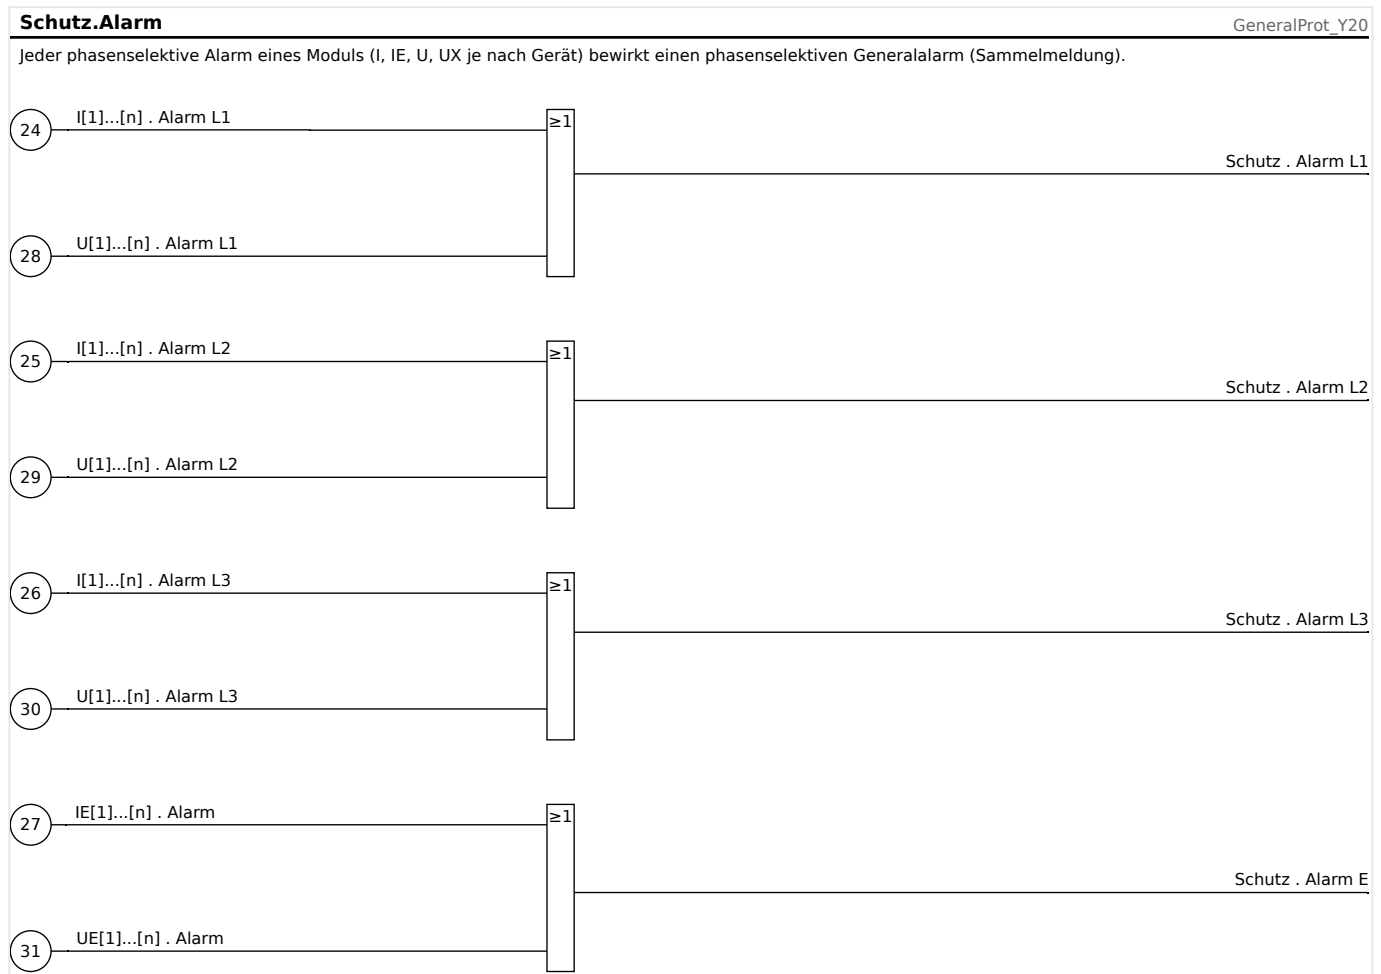 Schutz.Alarm
GeneralProt_Y20
Jeder phasenselektive Alarm eines Moduls (I, IE, U, UX je nach Gerät) bewirkt einen phasenselektiven Generalalarm (Sammelmeldung).
24
I[1]...[n] . Alarm L1
≥1
Schutz . Alarm L1
28
U[1]...[n] . Alarm L1
25
I[1]...[n] . Alarm L2
≥1
Schutz . Alarm L2
29
U[1]...[n] . Alarm L2
26
I[1]...[n] . Alarm L3
≥1
Schutz . Alarm L3
30
U[1]...[n] . Alarm L3
27
IE[1]...[n] . Alarm
≥1
Schutz . Alarm E
31
UE[1]...[n] . Alarm